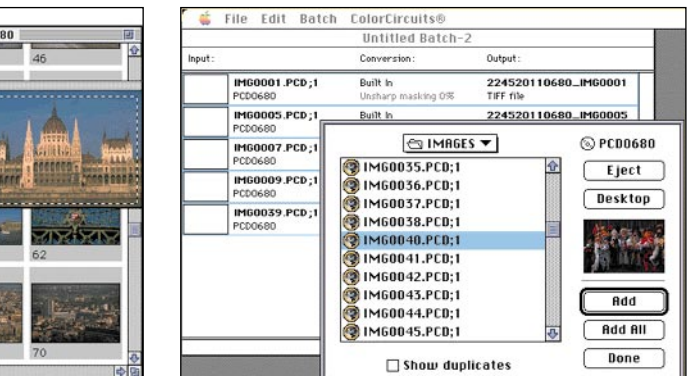 80
46
62
70
File Edit Batch ColorCircuits®
Untitled Batch-2
Input: Conversion: Output:
IMG0001.PCD;1 Built In 224520110680_IMG0001
PCD0680 Unsharp masking 0% TIFF file
IMG0005.PCD;1 Built In 224520110680_IMG0005
PCD0680
IMG0007.PCD;1
PCD0680
IMG0009.PCD;1
PCD0680
IMG0039.PCD;1
PCD0680
IMAGES
PCD0680
IMG0035.PCD;1
IMG0036.PCD;1
IMG0037.PCD;1
IMG0038.PCD;1
IMG0040.PCD;1
IMG0041.PCD;1
IMG0042.PCD;1
IMG0043.PCD;1
IMG0044.PCD;1
IMG0045.PCD;1
Show duplicates
Eject
Desktop
Add
Add All
Done